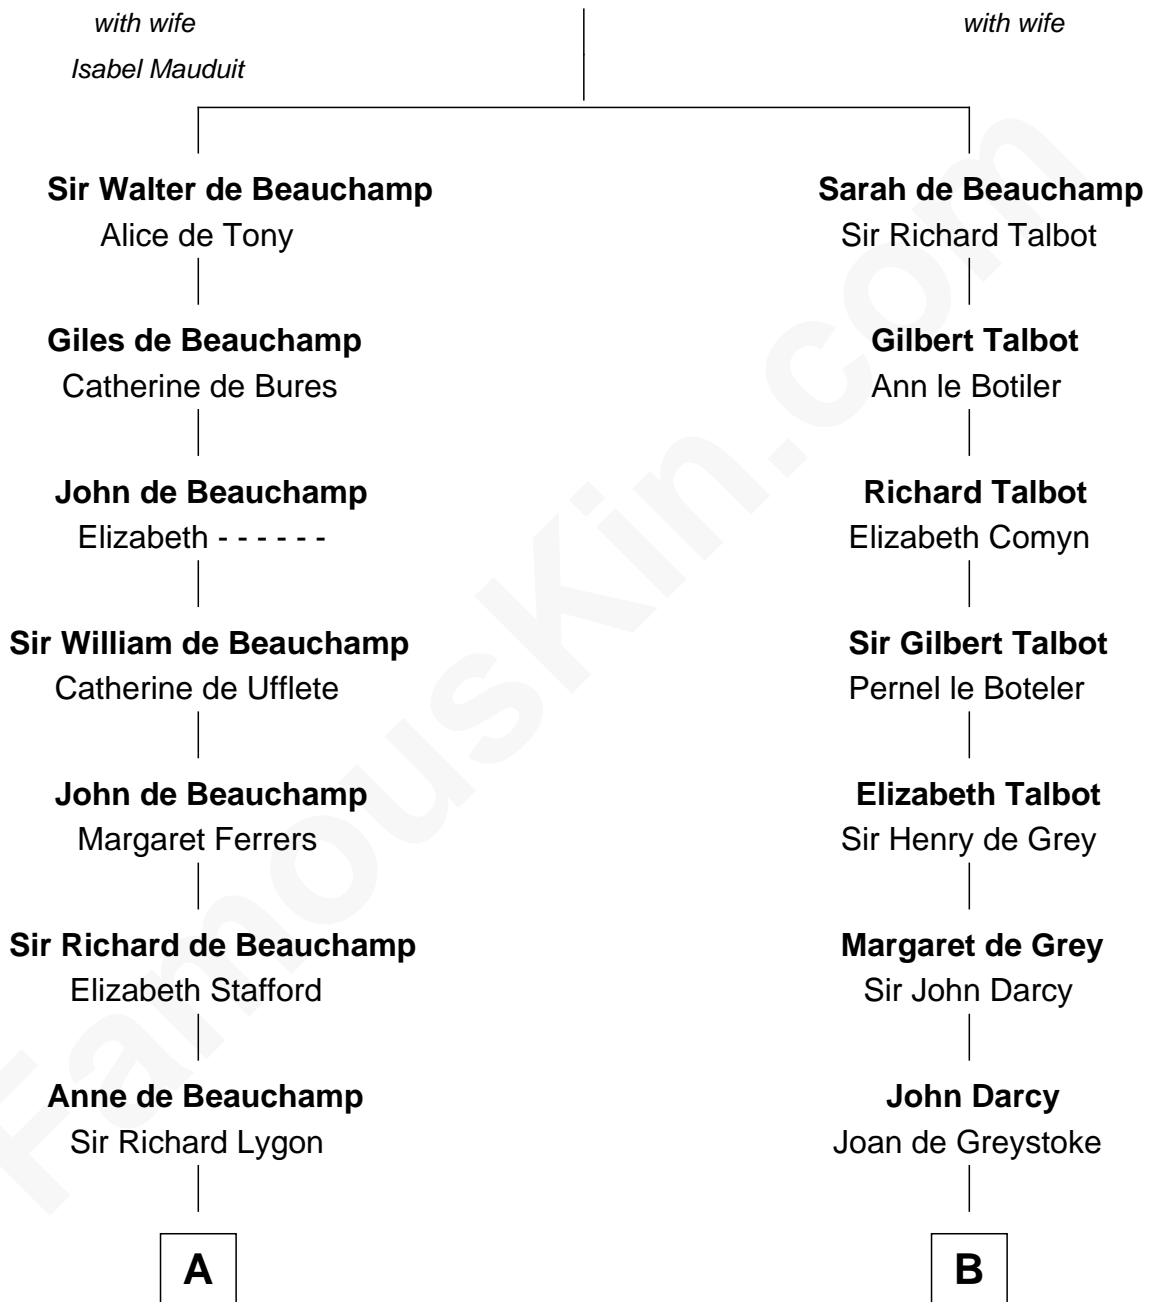 with wife
with wife
Isabel Mauduit
Sir Walter de Beauchamp
Alice de Tony
Sarah de Beauchamp
Sir Richard Talbot
Giles de Beauchamp
Catherine de Bures
Gilbert Talbot
Ann le Botiler
John de Beauchamp
Elizabeth - - - - - -
Richard Talbot
Elizabeth Comyn
Sir William de Beauchamp
Catherine de Ufflete
Sir Gilbert Talbot
Pernel le Boteler
John de Beauchamp
Margaret Ferrers
Elizabeth Talbot
Sir Henry de Grey
Sir Richard de Beauchamp
Elizabeth Stafford
Margaret de Grey
Sir John Darcy
Anne de Beauchamp
Sir Richard Lygon
John Darcy
Joan de Greystoke
A
B
FamousKin.com